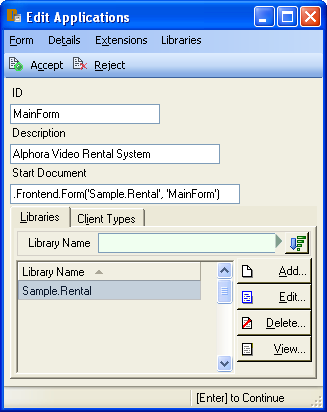 Edit Applications
Form Details Extensions Libraries
Accept Reject
ID
MainForm
Description
Alphora Video Rental System
Start Document
.Frontend.Form('Sample.Rental', 'MainForm')
Libraries Client Types
Library Name
Library Name
Sample.Rental
Add...
Edit...
Delete...
View...
[Enter] to Continue